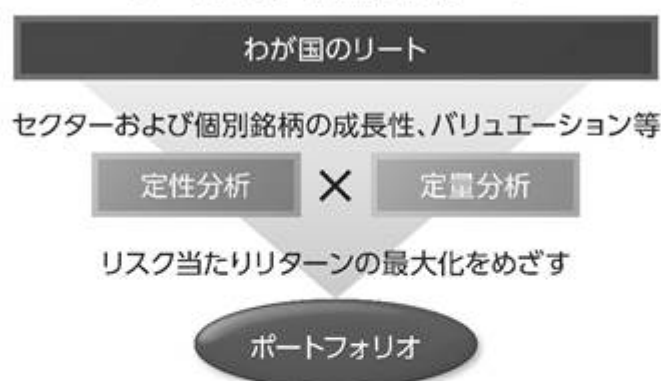 わが国のリート
セクターおよび個別銘柄の成長性、バリュエーション等
定性分析 × 定量分析
リスク当たりリターンの最大化をめざす
ポートフォリオ